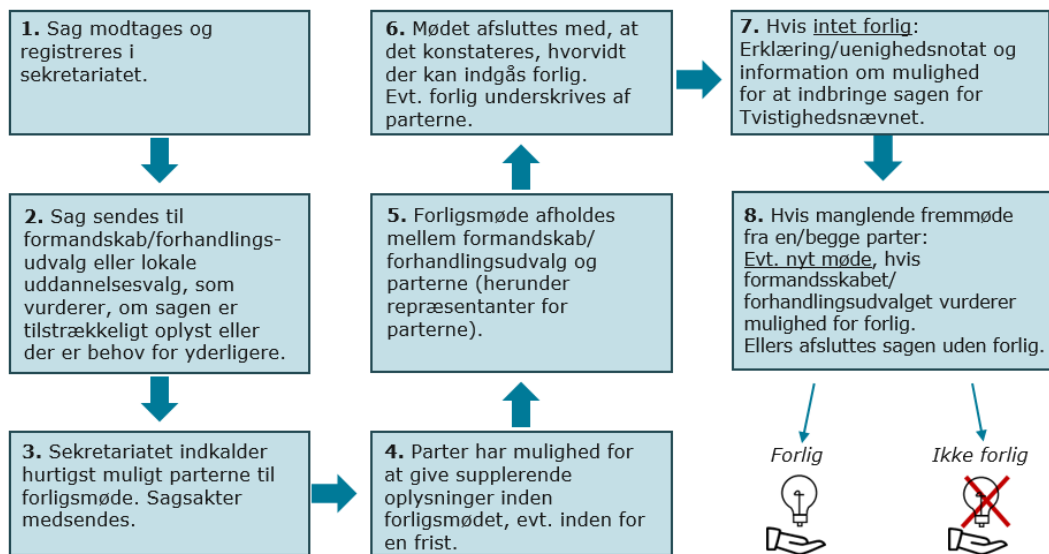 1. Sag modtages og
registreres i
sekretariatet.
2. Sag sendes til
formandskab/forhandlings-
udvalg eller lokale
uddannelsesvalg, som
vurderer, om sagen er
tilstrækkeligt oplyst eller
der er behov for yderligere.
3. Sekretariatet indkalder
hurtigst muligt parterne til
forligsmøde. Sagsakter
medsendes.
4. Parter har mulighed for
at give supplerende
oplysninger inden
forligsmødet, evt. inden for
en frist.
5. Forligsmøde afholdes
mellem formandskab/
forhandlingsudvalg og
parterne (herunder
repræsentanter for
parterne).
6. Mødet afsluttes med, at
det konstateres, hvorvidt
der kan indgås forlig.
Evt. forlig underskrives af
parterne.
7. Hvis intet forlig:
Erklæring/uenighedsnotat og
information om mulighed
for at indbringe sagen for
Tvistighedsnævnet.
8. Hvis manglende fremmøde
fra en/begge parter:
Evt. nyt møde, hvis
formandsskabet/
forhandlingsudvalget vurderer
mulighed for forlig.
Ellers afsluttes sagen uden forlig.
Forlig
Ikke forlig